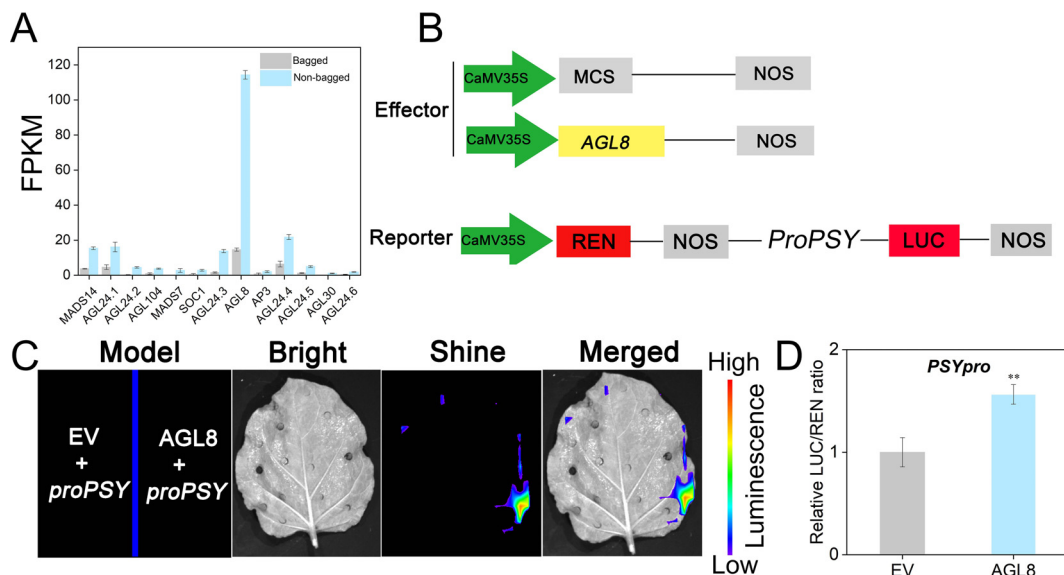 A
Bagged
Non-bagged
FPKM
120
100
80
60
40
20
0
MADS14
AGL24.1
AGL24.2
AGL104
MADS7
SOC1
AGL24.3
AGL8
AP3
AGL24.4
AGL24.5
AGL30
AGL24.6
B
Effector
CaMV35S
MCS
NOS
CaMV35S
AGL8
NOS
Reporter
CaMV35S
REN
NOS
ProPSY
LUC
NOS
C
Model
Bright
Shine
Merged
EV
+
proPSY
AGL8
+
proPSY
High
Luminescence
Low
D
Relative LUC/REN ratio
2
1
0
PSYpro
**
EV
AGL8